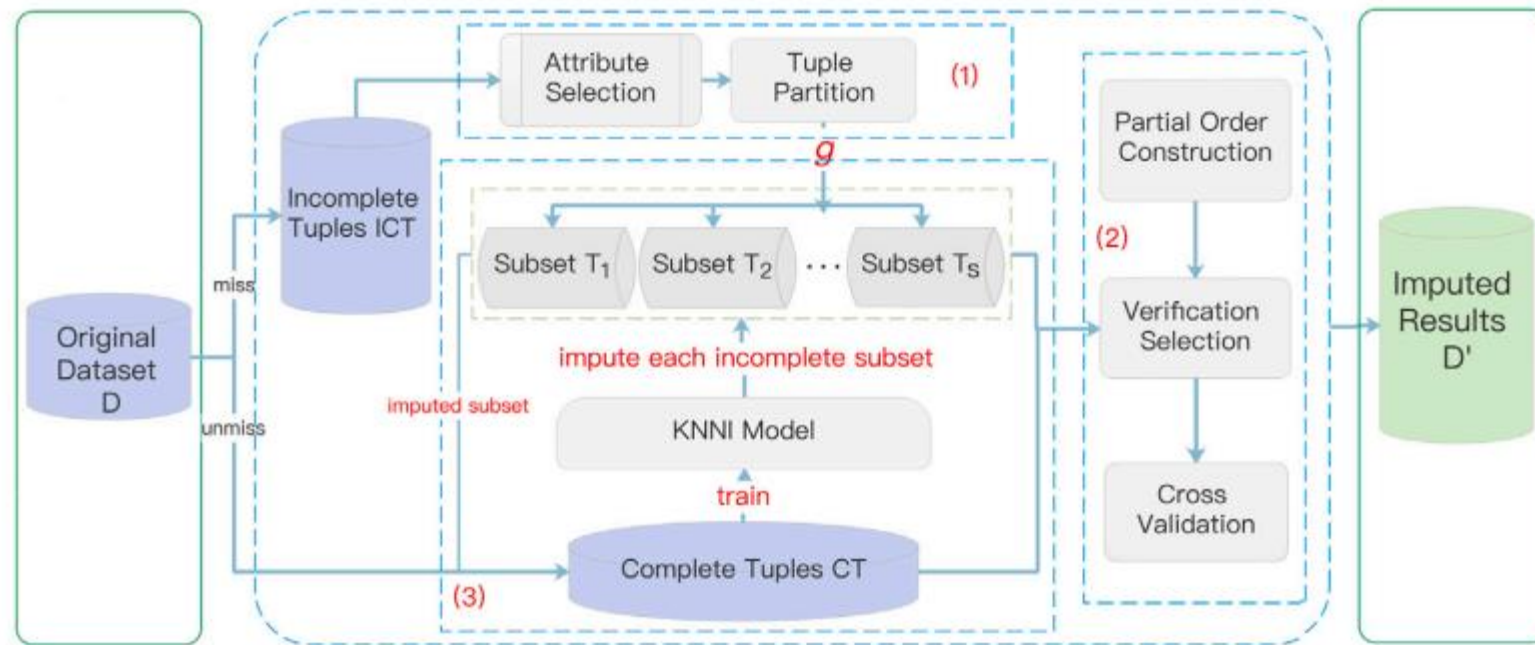 Original
Dataset
D
miss
unmiss
Incomplete
Tuples ICT
Attribute
Selection
Tuple
Partition
(1)
g
Subset T₁
Subset T₂
...
Subset Tₛ
impute each incomplete subset
imputed subset
KNNI Model
train
Complete Tuples CT
(3)
Partial Order
Construction
(2)
Verification
Selection
Cross
Validation
Imputed
Results
D'